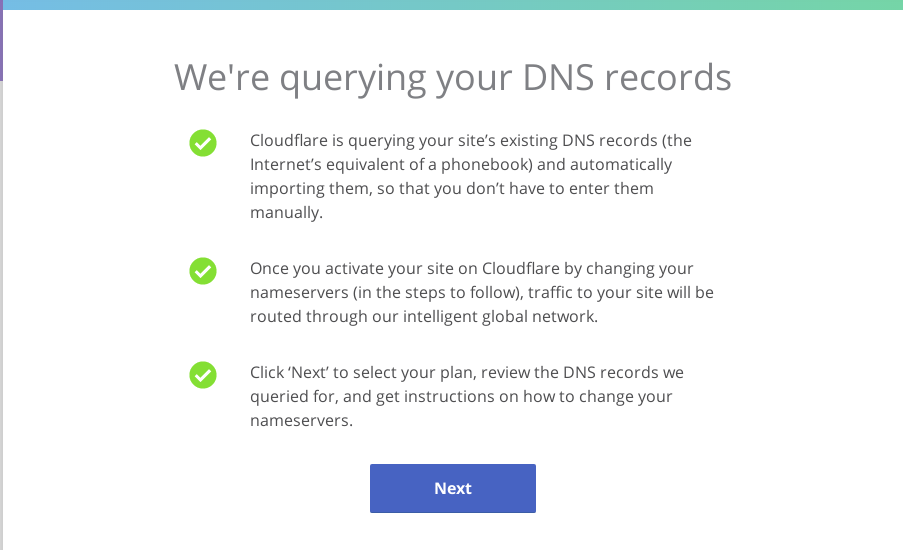 We're querying your DNS records
Cloudflare is querying your site’s existing DNS records (the
Internet’s equivalent of a phonebook) and automatically
importing them, so that you don’t have to enter them
manually.
Once you activate your site on Cloudflare by changing your
nameservers (in the steps to follow), traffic to your site will be
routed through our intelligent global network.
Click ‘Next’ to select your plan, review the DNS records we
queried for, and get instructions on how to change your
nameservers.
Next